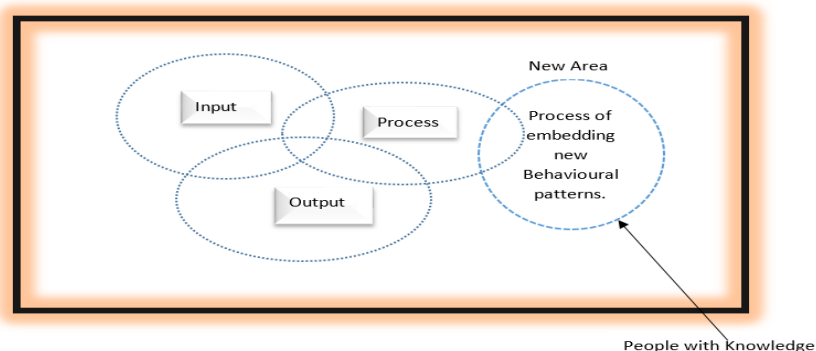 New Area
Input
Process
Process of
embedding
new
Behavioural
patterns.
Output
People with Knowledge